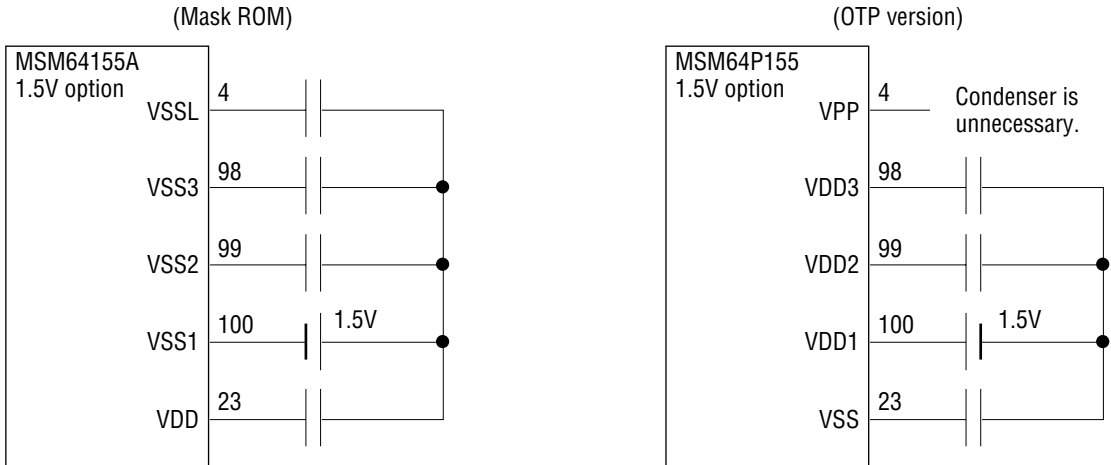 (Mask ROM)
MSM64155A
1.5V option
VSSL
4
VSS3
98
VSS2
99
VSS1
100
1.5V
VDD
23
(OTP version)
MSM64P155
1.5V option
VPP
4
Condenser is
unnecessary.
VDD3
98
VDD2
99
VDD1
100
1.5V
VSS
23